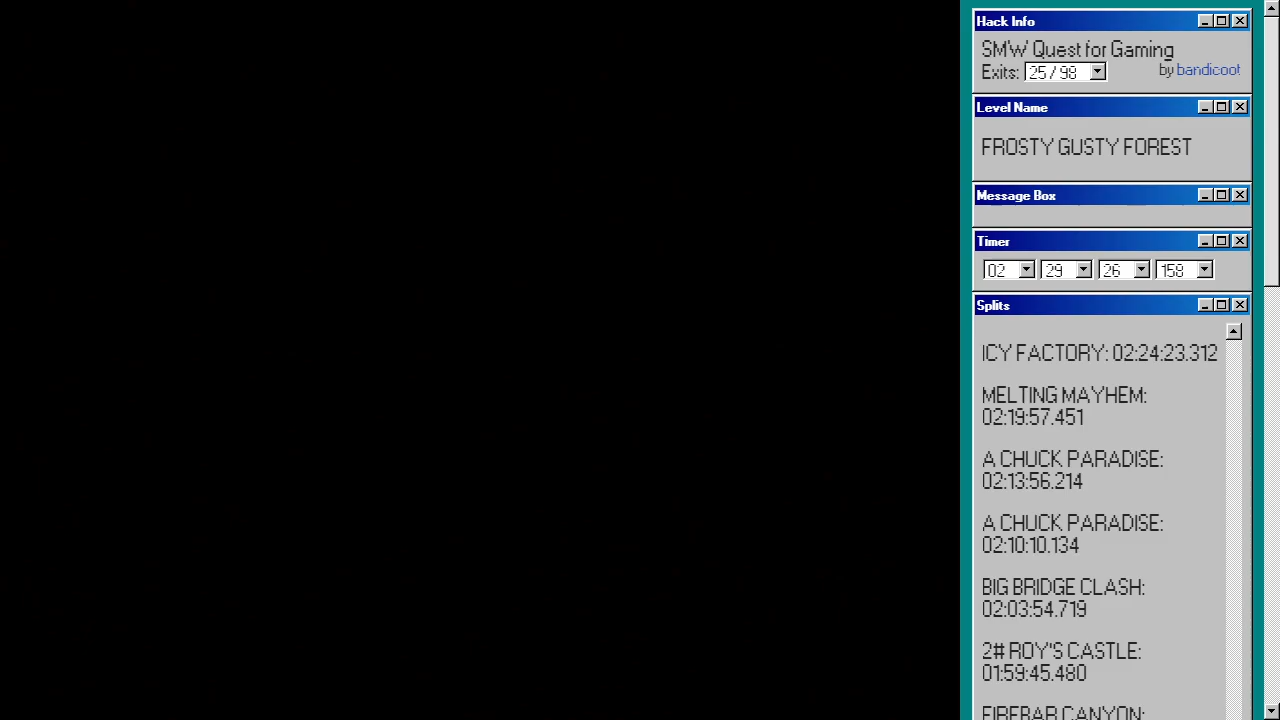 Hack Info
SMW Quest for Gaming
Exits: 25 / 98
by bandicoot
Level Name
FROSTY GUSTY FOREST
Message Box
Timer
02 29 26 158
Splits
ICY FACTORY: 02:24:23.312
MELTING MAYHEM:
02:19:57.451
A CHUCK PARADISE:
02:13:56.214
A CHUCK PARADISE:
02:10:10.134
BIG BRIDGE CLASH:
02:03:54.719
2# ROY'S CASTLE:
01:59:45.480
FIREBAR CANYON: